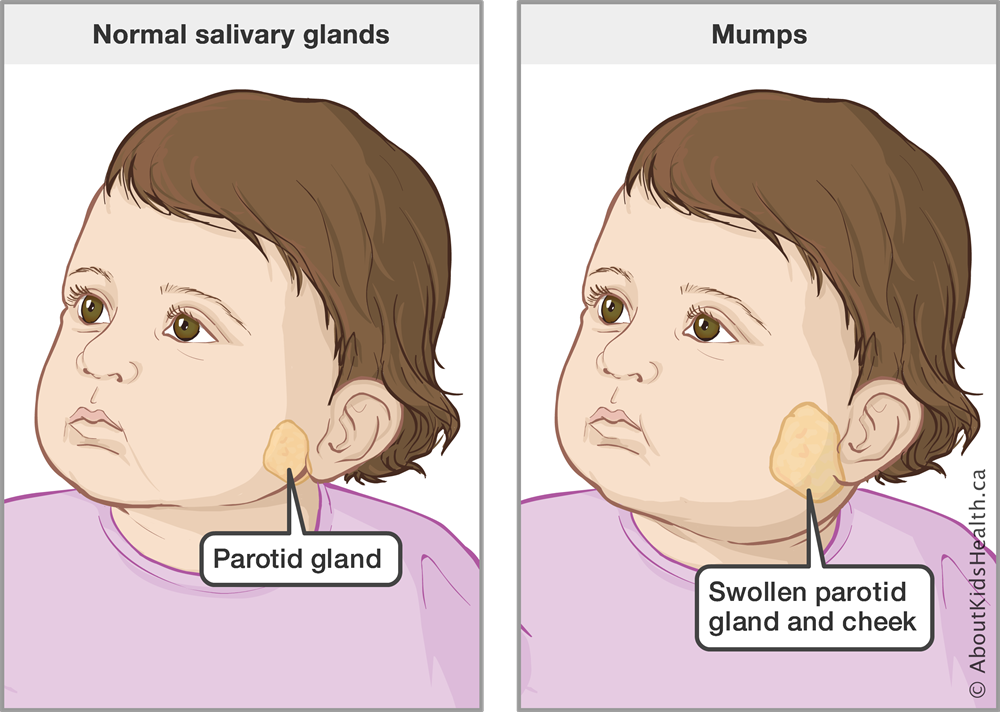 Normal salivary glands
Mumps
Parotid gland
Swollen parotid
gland and cheek
© AboutKidsHealth.ca